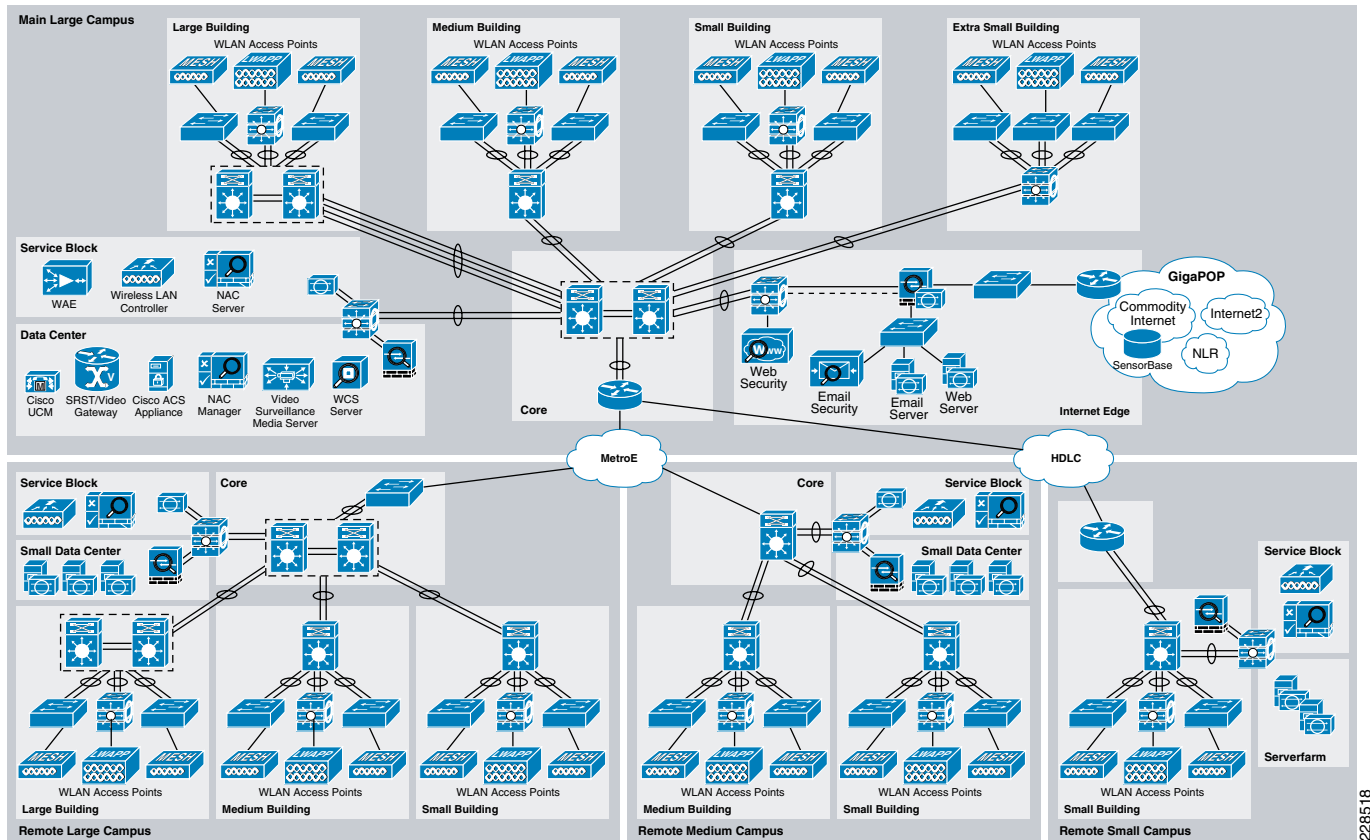 Main Large Campus
Large Building
WLAN Access Points
MESH
LWAPP
MESH
Medium Building
WLAN Access Points
MESH
LWAPP
MESH
Small Building
WLAN Access Points
MESH
LWAPP
MESH
Extra Small Building
WLAN Access Points
MESH
LWAPP
MESH
Service Block
WAE
Wireless LAN
Controller
NAC
Server
Data Center
M
Cisco
UCM
V
SRST/Video
Gateway
Cisco ACS
Appliance
NAC
Manager
Video
Surveillance
Media Server
WCS
Server
Core
Www
Web
Security
Email
Security
Email
Server
Web
Server
Internet Edge
GigaPOP
Commodity
Internet
Internet2
SensorBase
NLR
MetroE
HDLC
Service Block
Core
Small Data Center
MESH
LWAPP
MESH
WLAN Access Points
Large Building
MESH
LWAPP
MESH
WLAN Access Points
Medium Building
MESH
LWAPP
MESH
WLAN Access Points
Small Building
Remote Large Campus
Core
Service Block
Small Data Center
MESH
LWAPP
MESH
WLAN Access Points
Medium Building
MESH
LWAPP
MESH
WLAN Access Points
Small Building
Remote Medium Campus
Service Block
Serverfarm
MESH
LWAPP
MESH
WLAN Access Points
Small Building
Remote Small Campus
228518